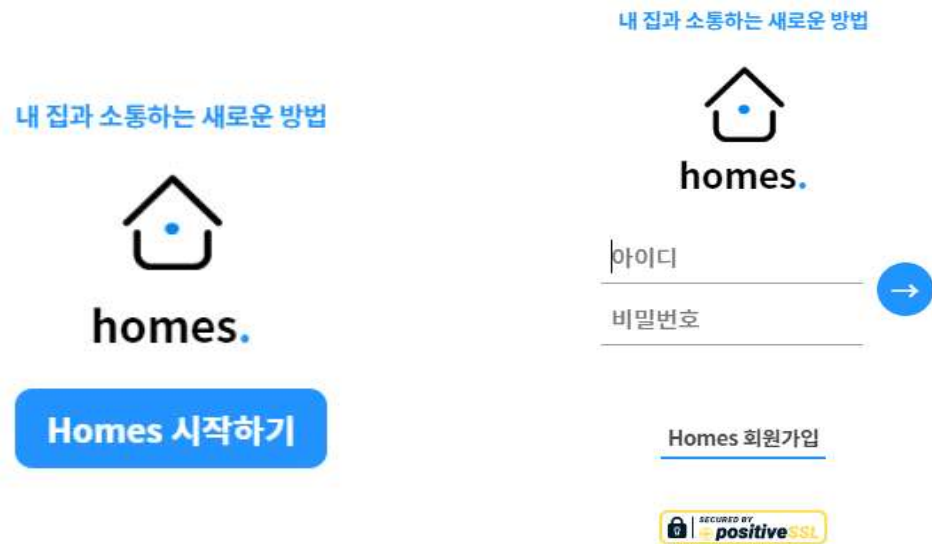 내 집과 소통하는 새로운 방법
homes.
Homes 시작하기
내 집과 소통하는 새로운 방법
homes.
아이디
비밀번호
Homes 회원가입
SECURED BY
positiveSSL